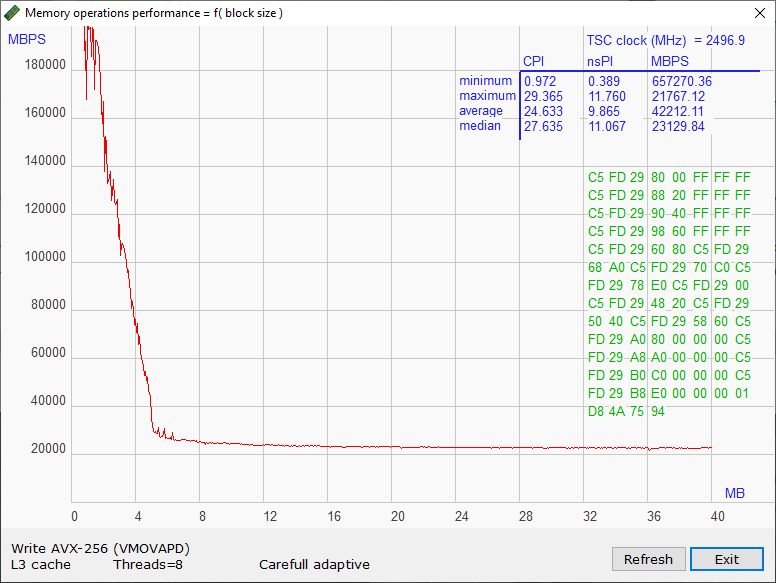 Memory operations performance = f( block size )
MBPS
TSC clock (MHz) = 2496.9
CPI nsPI MBPS
minimum 0.972 0.389 657270.36
maximum 29.365 11.760 21767.12
average 24.633 9.865 42212.11
median 27.635 11.067 23129.84
180000
160000
140000
120000
100000
80000
60000
40000
20000
C5 FD 29 80 00 FF FF FF
C5 FD 29 88 20 FF FF FF
C5 FD 29 90 40 FF FF FF
C5 FD 29 98 60 FF FF FF
C5 FD 29 60 80 C5 FD 29
68 A0 C5 FD 29 70 C0 C5
FD 29 78 E0 C5 FD 29 00
C5 FD 29 48 20 C5 FD 29
50 40 C5 FD 29 58 60 C5
FD 29 A0 80 00 00 00 C5
FD 29 A8 A0 00 00 00 C5
FD 29 B0 C0 00 00 00 C5
FD 29 B8 E0 00 00 00 01
D8 4A 75 94
MB
0 4 8 12 16 20 24 28 32 36 40
Write AVX-256 (VMOVAPD)
L3 cache Threads=8 Carefull adaptive
Refresh Exit